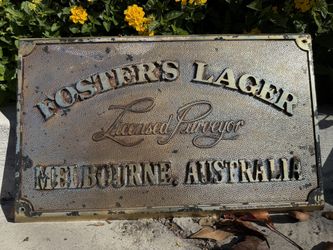 FOSTER'S LAGER
Licensed Purveyor
MELBOURNE, AUSTRALIA